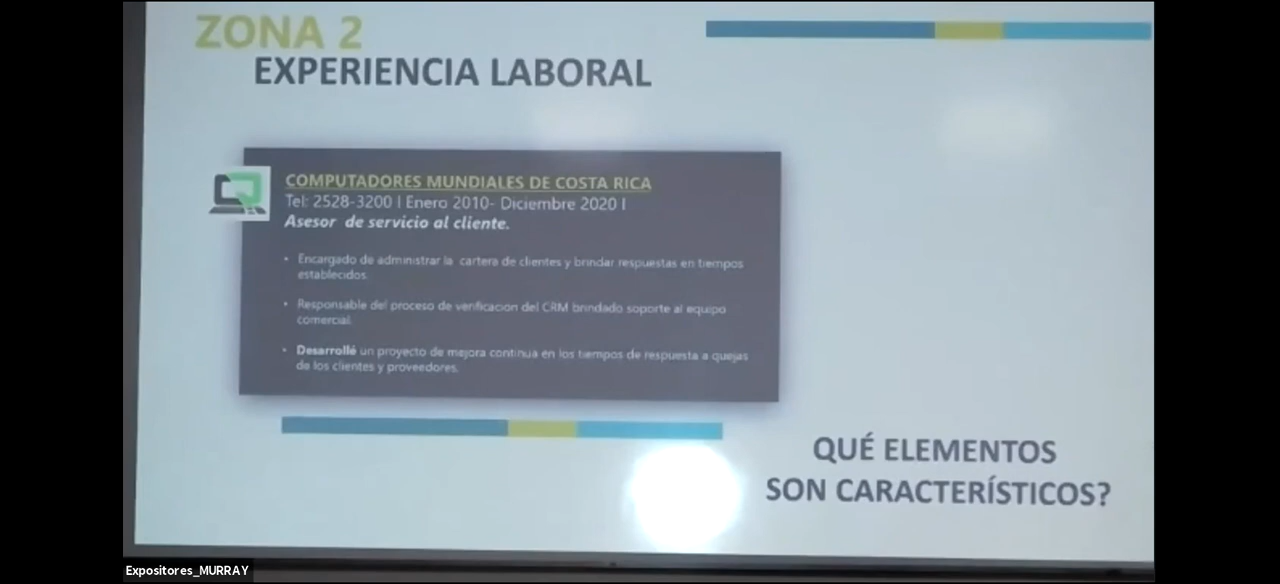 ZONA 2
EXPERIENCIA LABORAL
COMPUTADORES MUNDIALES DE COSTA RICA
Tel: 2528-3200 I Enero 2010- Diciembre 2020 I
Asesor de servicio al cliente.
• Encargado de administrar la cartera de clientes y brindar respuestas en tiempos
establecidos.
• Responsable del proceso de verificación del CRM brindado soporte al equipo
comercial.
• Desarrollé un proyecto de mejora continua en los tiempos de respuesta a quejas
de los clientes y proveedores.
QUÉ ELEMENTOS
SON CARACTERÍSTICOS?
Expositores_MURRAY